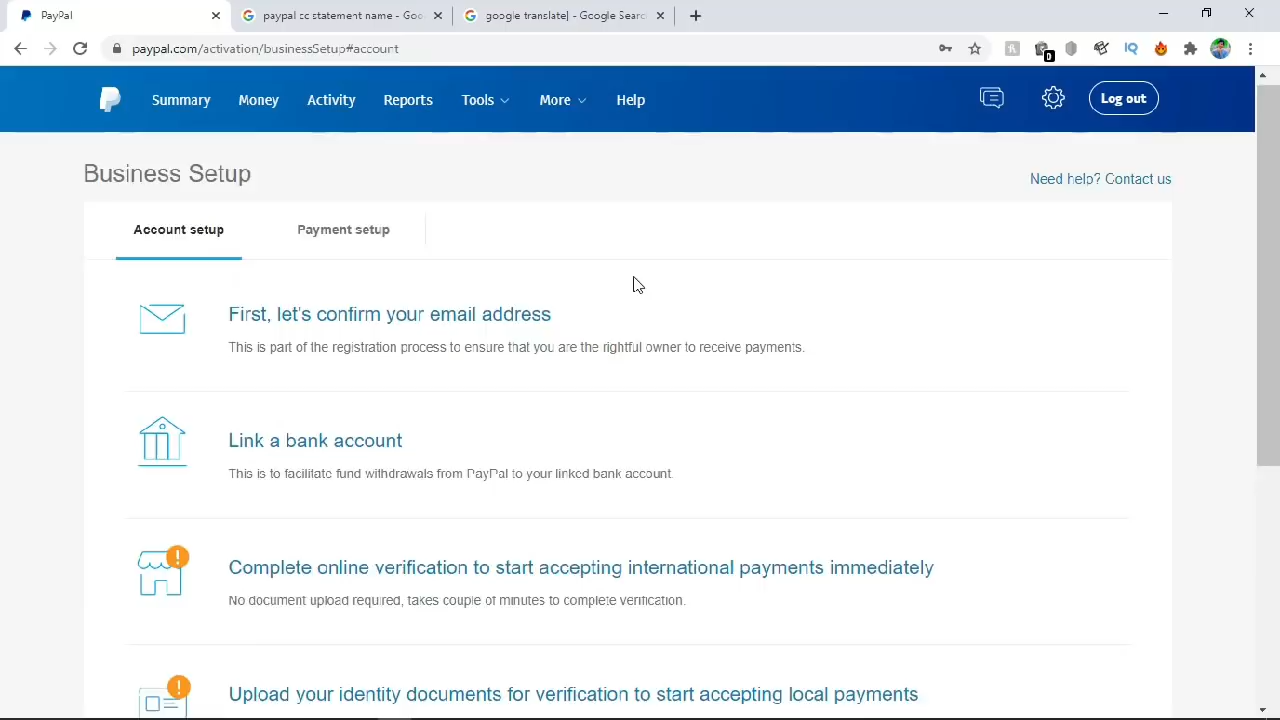 PayPal
paypal cc statement name - Goo
google translate| - Google Searc
paypal.com/activation/businessSetup#account
0
IQ
Summary
Money
Activity
Reports
Tools
More
Help
Log out
Business Setup
Need help? Contact us
Account setup
Payment setup
First, let's confirm your email address
This is part of the registration process to ensure that you are the rightful owner to receive payments.
Link a bank account
This is to facilitate fund withdrawals from PayPal to your linked bank account.
Complete online verification to start accepting international payments immediately
No document upload required, takes couple of minutes to complete verification.
Upload your identity documents for verification to start accepting local payments